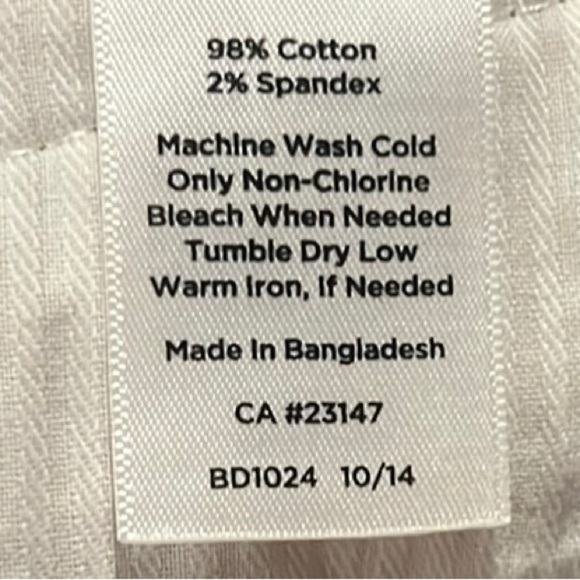 98% Cotton
2% Spandex
Machine Wash Cold
Only Non-Chlorine
Bleach When Needed
Tumble Dry Low
Warm Iron, If Needed
Made In Bangladesh
CA #23147
BD1024 10/14